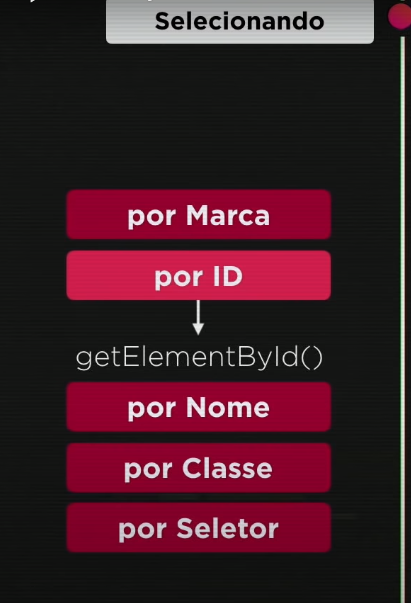 Selecionando
por Marca
por ID
getElementById()
por Nome
por Classe
por Seletor